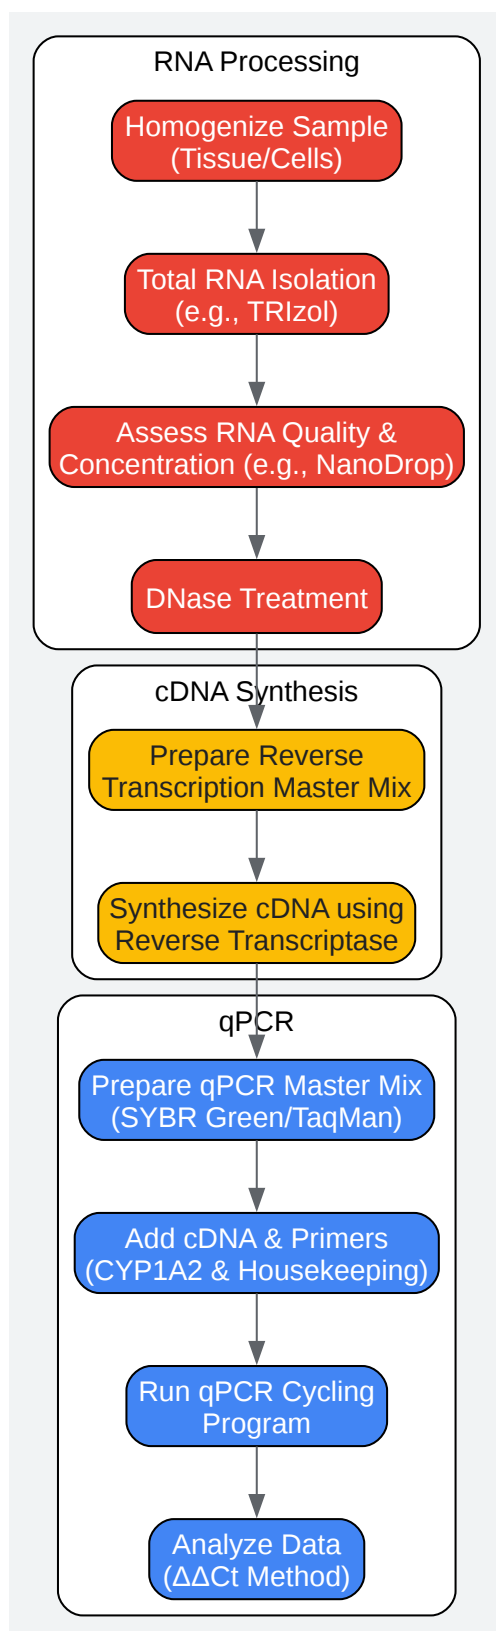 RNA Processing
Homogenize Sample
(Tissue/Cells)
Total RNA Isolation
(e.g., TRIzol)
Assess RNA Quality &
Concentration (e.g., NanoDrop)
DNase Treatment
cDNA Synthesis
Prepare Reverse
Transcription Master Mix
Synthesize cDNA using
Reverse Transcriptase
qPCR
Prepare qPCR Master Mix
(SYBR Green/TaqMan)
Add cDNA & Primers
(CYP1A2 & Housekeeping)
Run qPCR Cycling
Program
Analyze Data
(ΔΔCt Method)